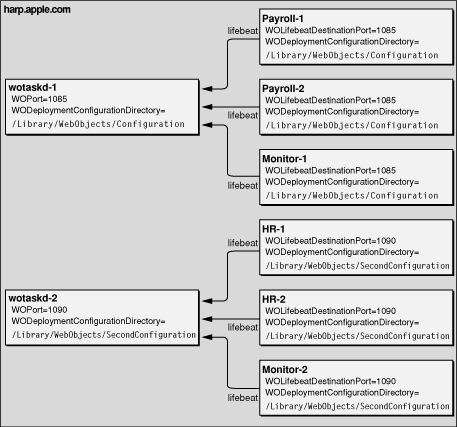 harp.apple.com
Payroll-1
WOLifebeatDestinationPort=1085
WODeploymentConfigurationDirectory=
/Library/WebObjects/Configuration
lifebeat
wotaskd-1
WOPort=1085
WODeploymentConfigurationDirectory=
/Library/WebObjects/Configuration
Payroll-2
WOLifebeatDestinationPort=1085
WODeploymentConfigurationDirectory=
/Library/WebObjects/Configuration
lifebeat
Monitor-1
WOLifebeatDestinationPort=1085
WODeploymentConfigurationDirectory=
/Library/WebObjects/Configuration
lifebeat
HR-1
WOLifebeatDestinationPort=1090
WODeploymentConfigurationDirectory=
/Library/WebObjects/SecondConfiguration
lifebeat
wotaskd-2
WOPort=1090
WODeploymentConfigurationDirectory=
/Library/WebObjects/SecondConfiguration
HR-2
WOLifebeatDestinationPort=1090
WODeploymentConfigurationDirectory=
/Library/WebObjects/SecondConfiguration
lifebeat
Monitor-2
WOLifebeatDestinationPort=1090
WODeploymentConfigurationDirectory=
/Library/WebObjects/SecondConfiguration
lifebeat